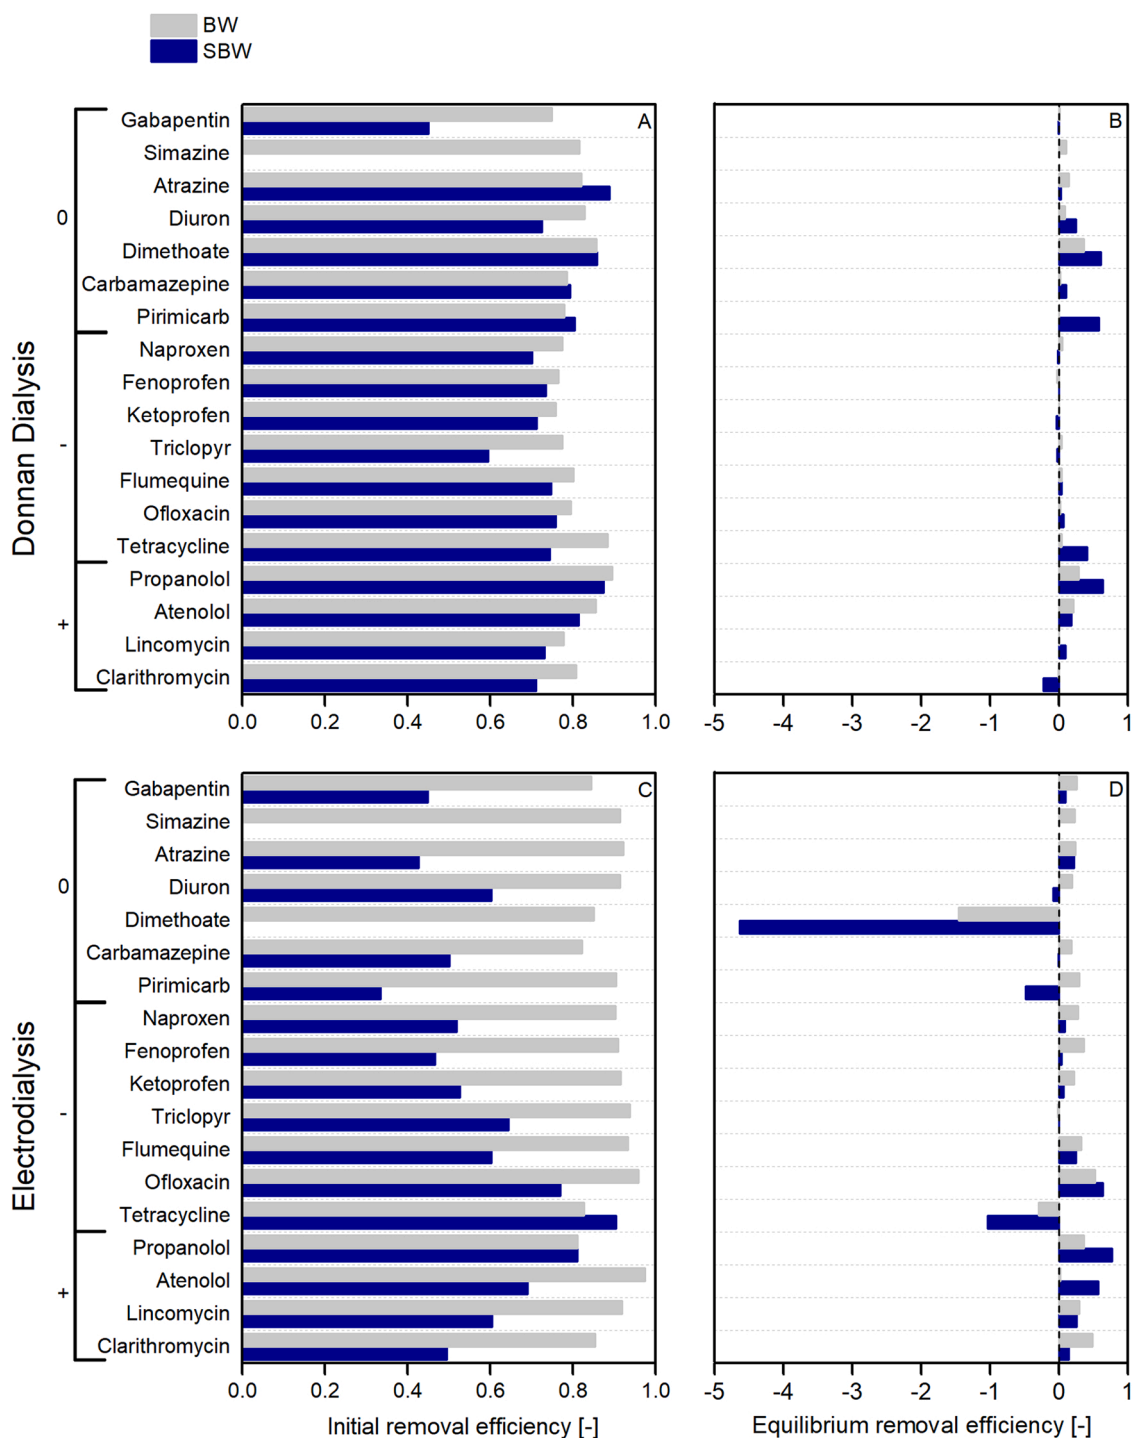 BW
SBW
Donnan Dialysis
0
-
+
Gabapentin
Simazine
Atrazine
Diuron
Dimethoate
Carbamazepine
Pirimicarb
Naproxen
Fenoprofen
Ketoprofen
Triclopyr
Flumequine
Ofloxacin
Tetracycline
Propanolol
Atenolol
Lincomycin
Clarithromycin
A
0.0 0.2 0.4 0.6 0.8 1.0
B
-5 -4 -3 -2 -1 0 1
Electrodialysis
0
-
+
Gabapentin
Simazine
Atrazine
Diuron
Dimethoate
Carbamazepine
Pirimicarb
Naproxen
Fenoprofen
Ketoprofen
Triclopyr
Flumequine
Ofloxacin
Tetracycline
Propanolol
Atenolol
Lincomycin
Clarithromycin
C
0.0 0.2 0.4 0.6 0.8 1.0
Initial removal efficiency [-]
D
-5 -4 -3 -2 -1 0 1
Equilibrium removal efficiency [-]